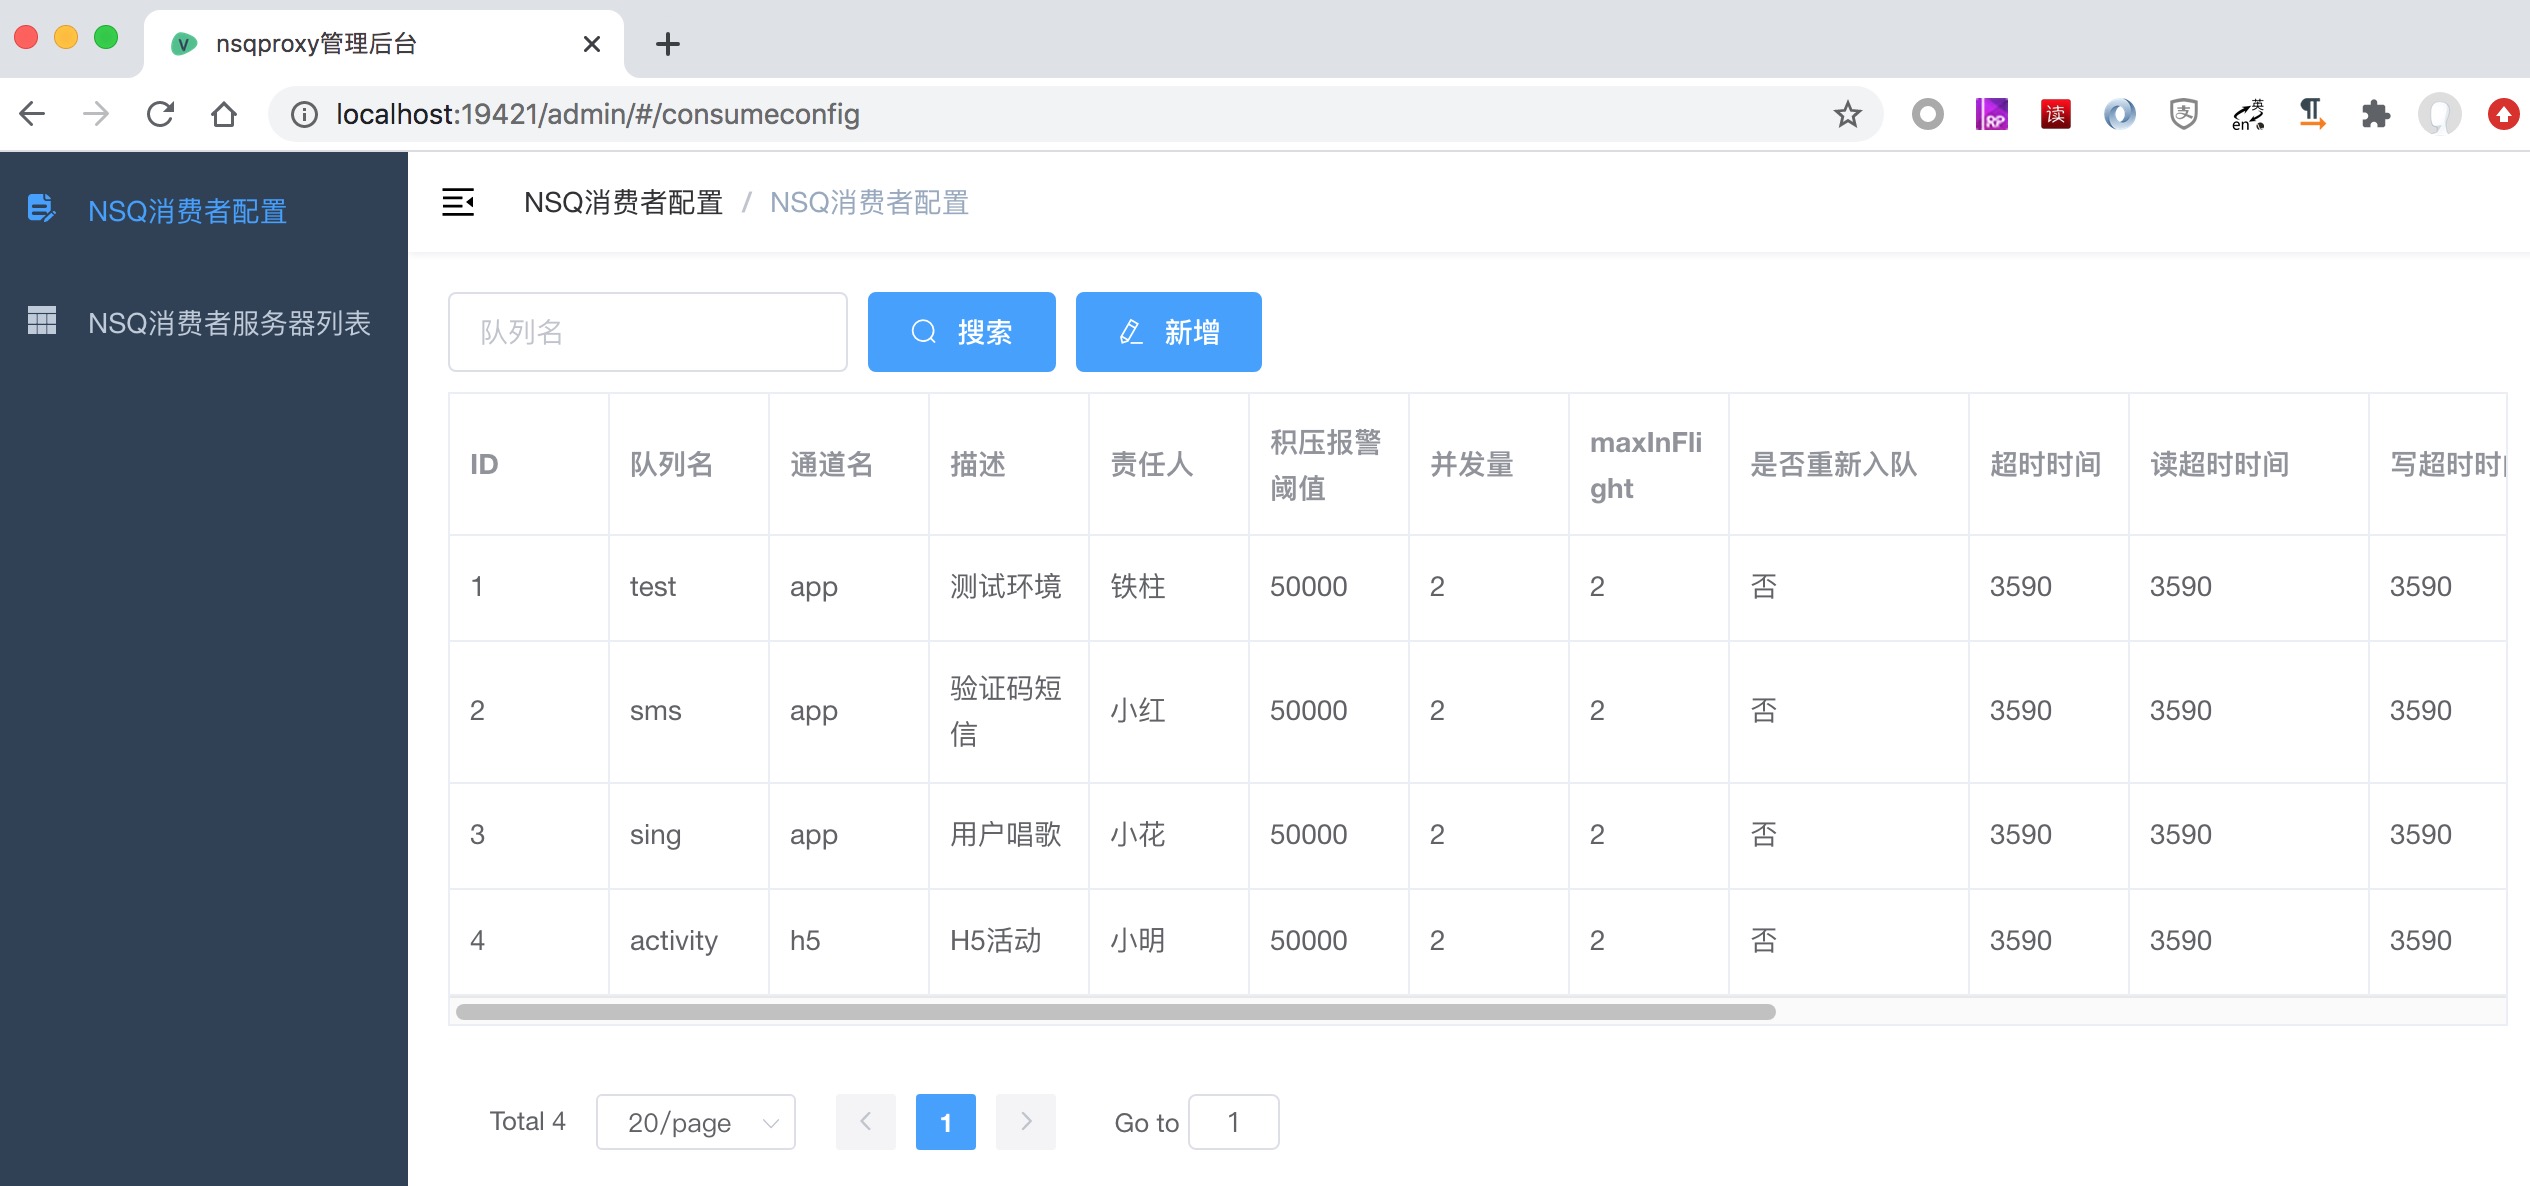 nsqproxy管理后台
localhost:19421/admin/#/consumeconfig
NSQ消费者配置
NSQ消费者服务器列表
NSQ消费者配置 / NSQ消费者配置
队列名 搜索 新增
ID 队列名 通道名 描述 责任人 积压报警阈值 并发量 maxInFlight 是否重新入队 超时时间 读超时时间 写超时时
1 test app 测试环境 铁柱 50000 2 2 否 3590 3590 3590
2 sms app 验证码短信 小红 50000 2 2 否 3590 3590 3590
3 sing app 用户唱歌 小花 50000 2 2 否 3590 3590 3590
4 activity h5 H5活动 小明 50000 2 2 否 3590 3590 3590
Total 4 20/page 1 Go to 1